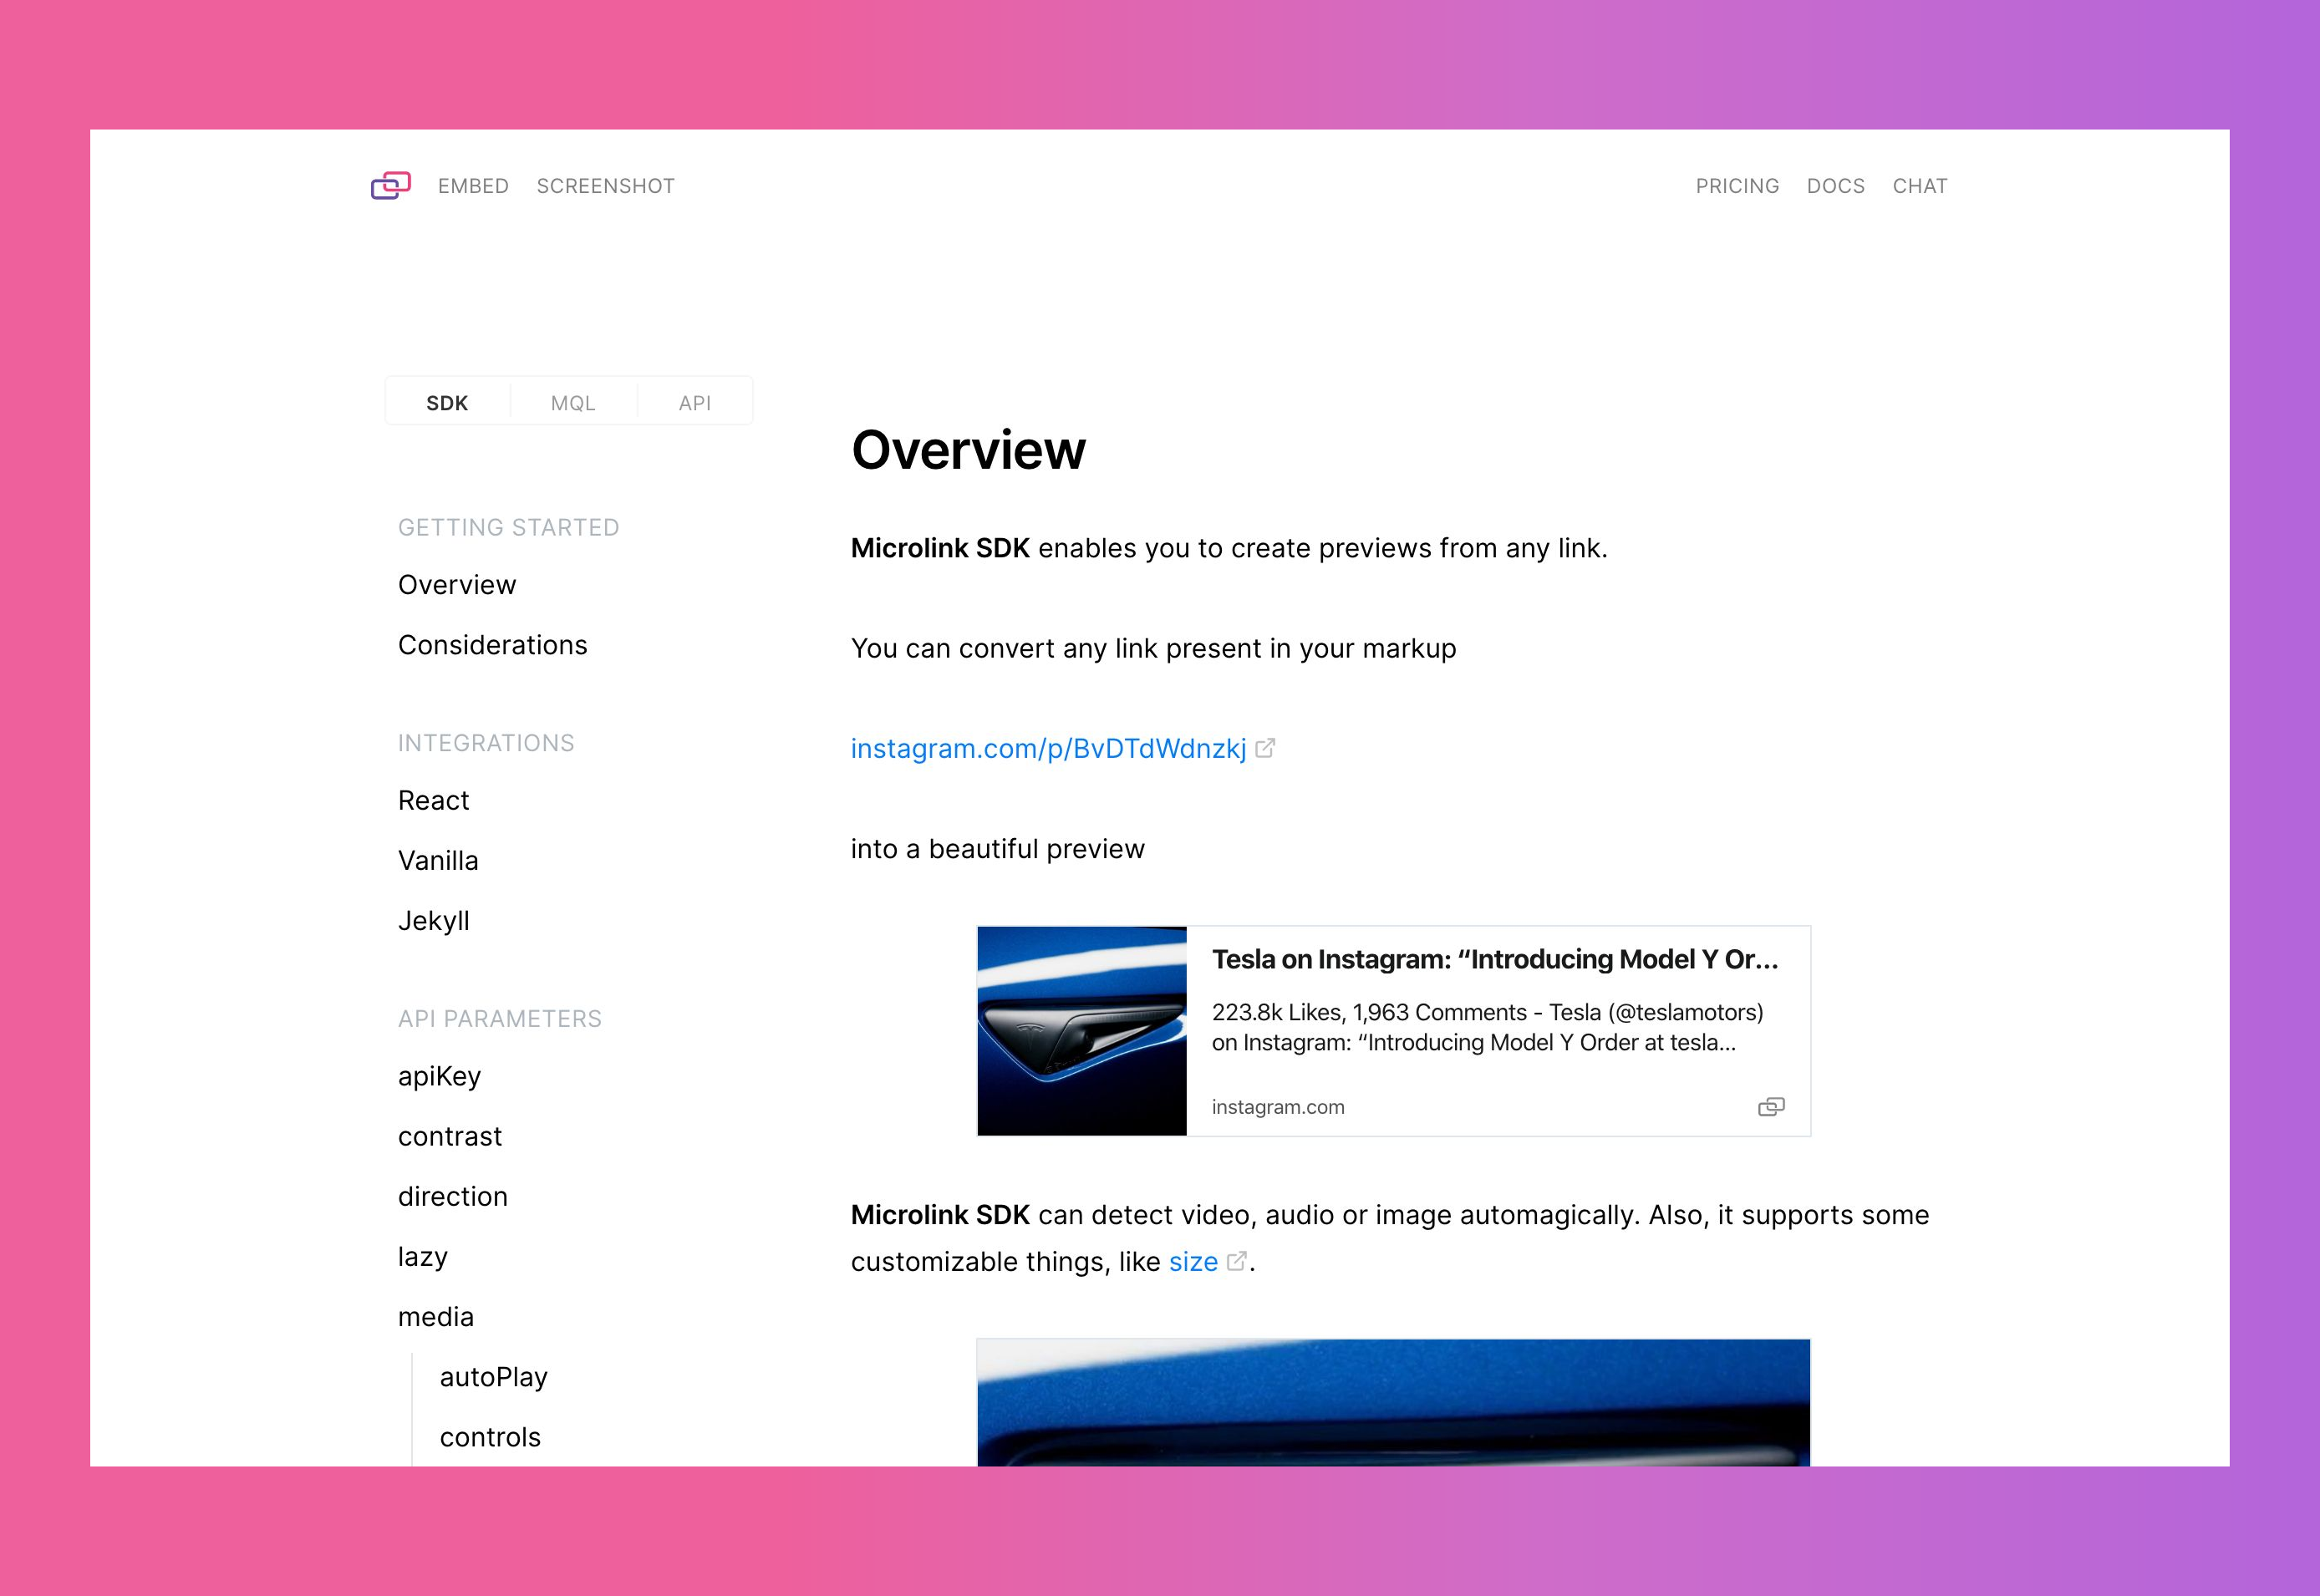 EMBED SCREENSHOT PRICING DOCS CHAT
SDK MQL API
GETTING STARTED
Overview
Considerations
INTEGRATIONS
React
Vanilla
Jekyll
API PARAMETERS
apiKey
contrast
direction
lazy
media
autoPlay
controls
Overview
Microlink SDK enables you to create previews from any link.
You can convert any link present in your markup
instagram.com/p/BvDTdWdnzkj
into a beautiful preview
Tesla on Instagram: “Introducing Model Y Or...
223.8k Likes, 1,963 Comments - Tesla (@teslamotors)
on Instagram: “Introducing Model Y Order at tesla...
instagram.com
Microlink SDK can detect video, audio or image automagically. Also, it supports some
customizable things, like size .